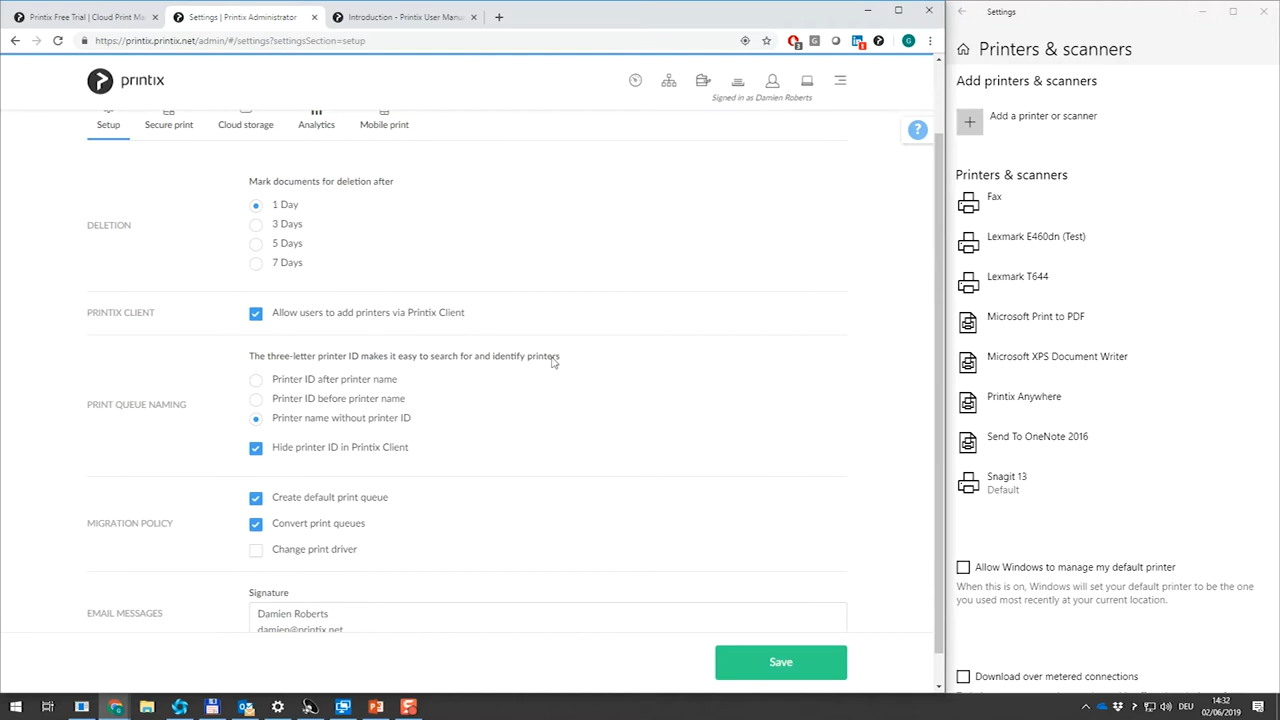 Printix Free Trial | Cloud Print M
Settings | Printix Administrator
Introduction - Printix User Manu
https://printix.printix.net/admin/#/settings?settingsSection=setup
printix
Signed in as Damien Roberts
Setup
Secure print
Cloud storage
Analytics
Mobile print
?
Mark documents for deletion after
DELETION
1 Day
3 Days
5 Days
7 Days
PRINTIX CLIENT
Allow users to add printers via Printix Client
The three-letter printer ID makes it easy to search for and identify printers
PRINT QUEUE NAMING
Printer ID after printer name
Printer ID before printer name
Printer name without printer ID
Hide printer ID in Printix Client
MIGRATION POLICY
Create default print queue
Convert print queues
Change print driver
EMAIL MESSAGES
Signature
Damien Roberts
damien@printix.net
Save
Settings
Printers & scanners
Add printers & scanners
Add a printer or scanner
Printers & scanners
Fax
Lexmark E460dn (Test)
Lexmark T644
Microsoft Print to PDF
Microsoft XPS Document Writer
Printix Anywhere
Send To OneNote 2016
Snagit 13
Default
Allow Windows to manage my default printer
When this is on, Windows will set your default printer to be the one
you used most recently at your current location.
Download over metered connections
DEU
14:32
02/06/2019